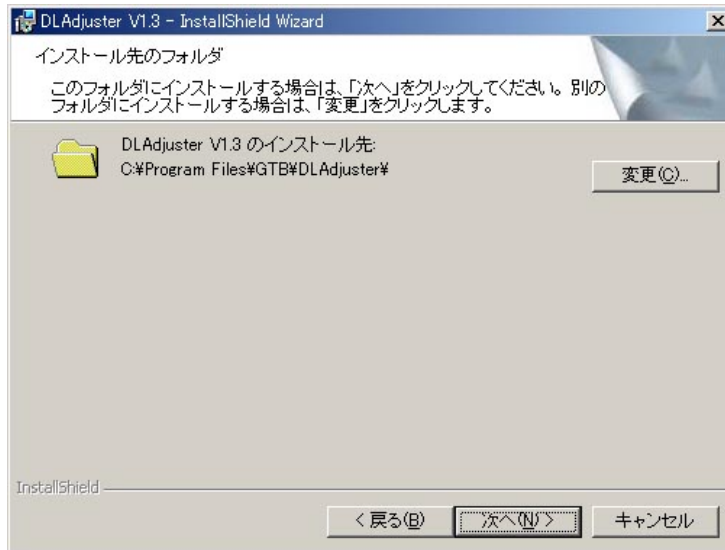 DLAdjuster V1.3 - InstallShield Wizard
インストール先のフォルダ
このフォルダにインストールする場合は、「次へ」をクリックしてください。別の
フォルダにインストールする場合は、「変更」をクリックします。
DLAdjuster V1.3 のインストール先:
C:¥Program Files¥GTB¥DLAdjuster¥
変更(C)...
InstallShield
< 戻る(B)
次へ(N) >
キャンセル